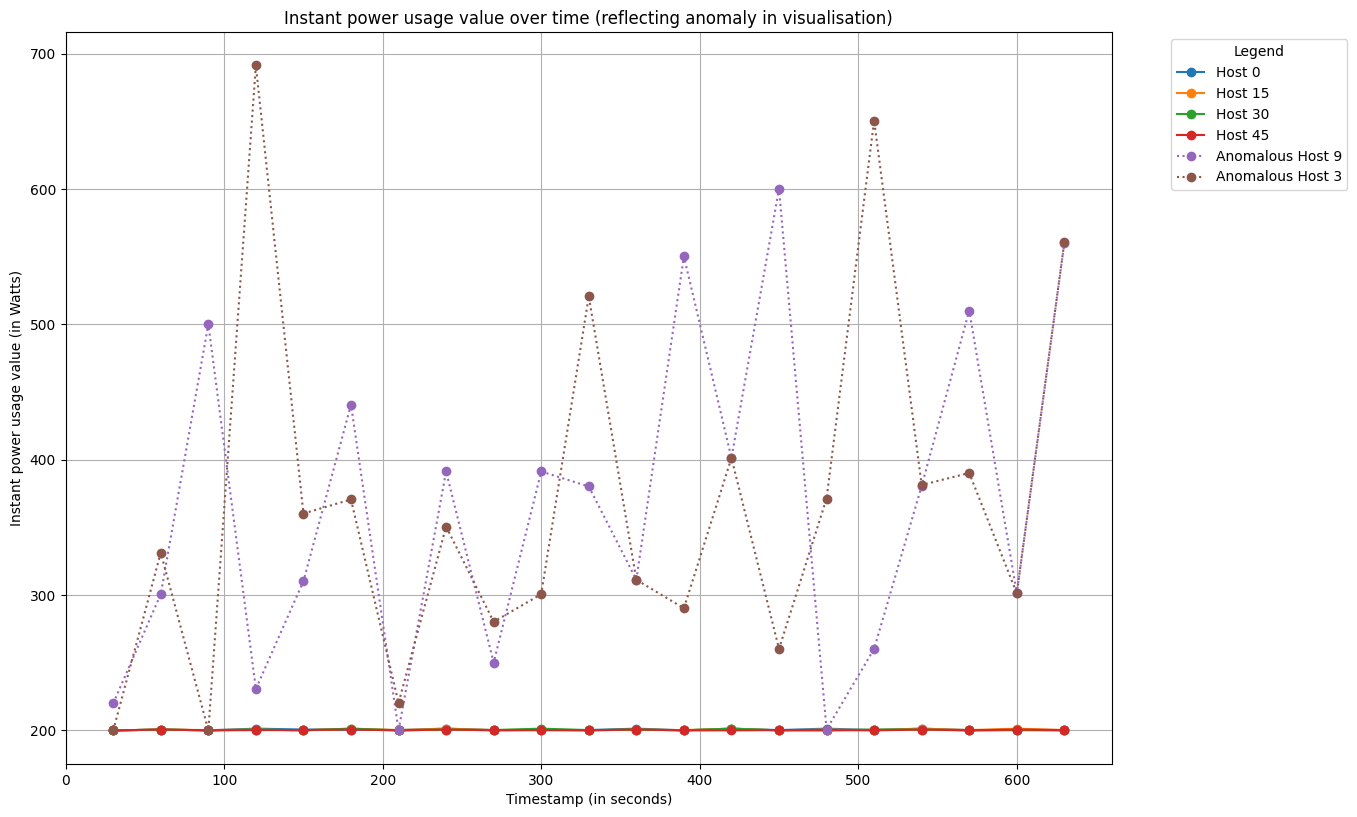 Instant power usage value over time (reflecting anomaly in visualisation)
Legend
Host 0
Host 15
Host 30
Host 45
Anomalous Host 9
Anomalous Host 3
Instant power usage value (in Watts)
700
600
500
400
300
200
0 100 200 300 400 500 600
Timestamp (in seconds)